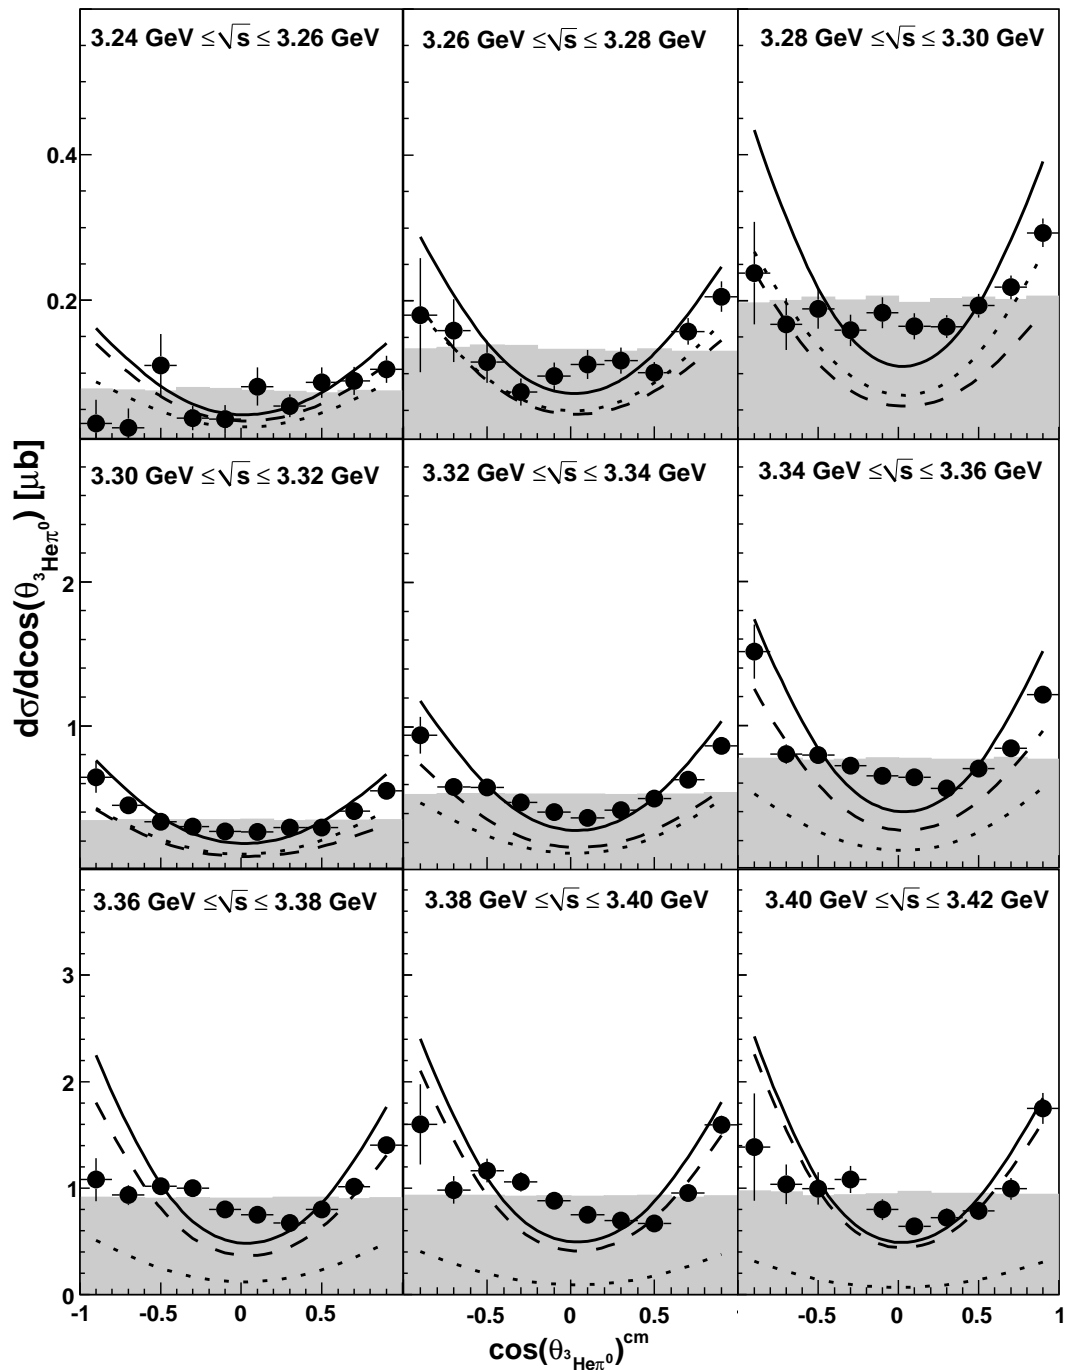 3.24 GeV ≤√s ≤ 3.26 GeV
3.26 GeV ≤√s ≤ 3.28 GeV
3.28 GeV ≤√s ≤ 3.30 GeV
0.4
0.2
3.30 GeV ≤√s ≤ 3.32 GeV
3.32 GeV ≤√s ≤ 3.34 GeV
3.34 GeV ≤√s ≤ 3.36 GeV
dσ/dcos(θ₃Heπ⁰) [μb]
2
1
3.36 GeV ≤√s ≤ 3.38 GeV
3.38 GeV ≤√s ≤ 3.40 GeV
3.40 GeV ≤√s ≤ 3.42 GeV
3
2
1
0
-1 -0.5 0 0.5 -0.5 0 0.5 -0.5 0 0.5 1
cos(θ₃Heπ⁰)cm